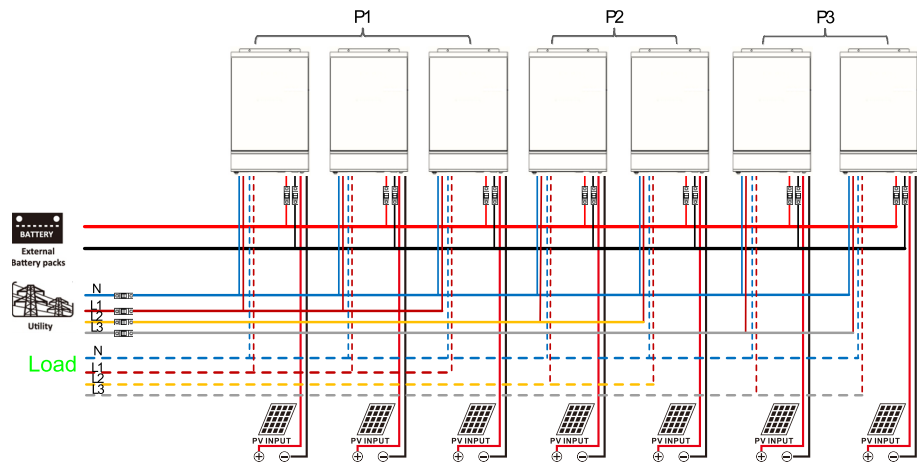 P1
P2
P3
BATTERY
External
Battery packs
Utility
N
L1
L2
L3
Load
N
L1
L2
L3
PV INPUT
PV INPUT
PV INPUT
PV INPUT
PV INPUT
PV INPUT
PV INPUT